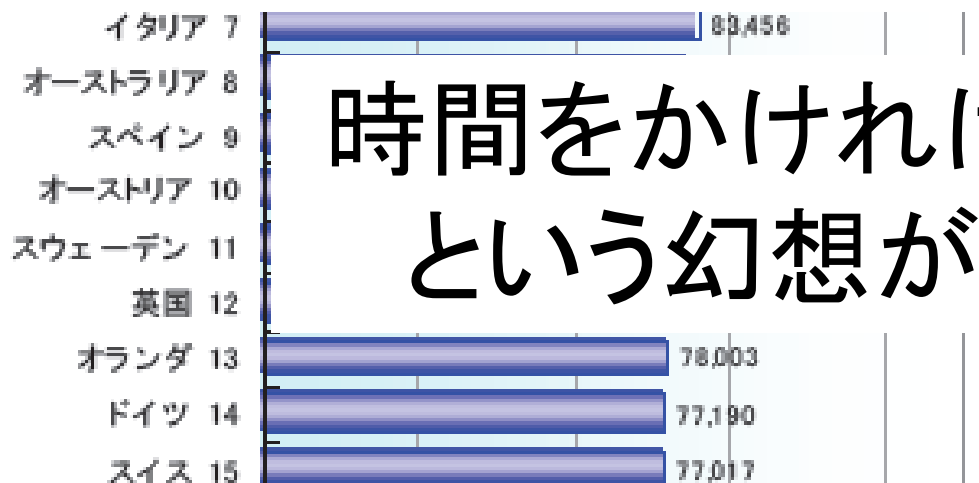 イタリア 7 83,456
オーストラリア 8
スペイン 9
オーストリア 10
スウェーデン 11
英国 12
時間をかけれ
という幻想が
オランダ 13 78,003
ドイツ 14 77,190
スイス 15 77,017